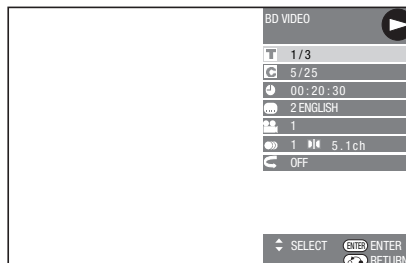 BD VIDEO
T 1/3
C 5/25
00:20:30
2 ENGLISH
1
1 5.1ch
OFF
SELECT ENTER ENTER
RETURN